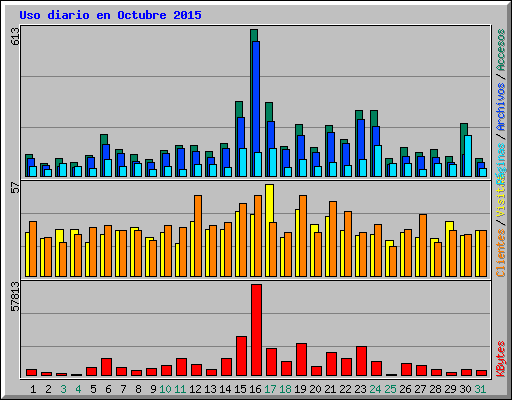 Uso diario en Octubre 2015
613
57
57813
Accesos
/
Archivos
/
Páginas
Visitas
/
Clientes
KBytes
1 2 3 4 5 6 7 8 9 10 11 12 13 14 15 16 17 18 19 20 21 22 23 24 25 26 27 28 29 30 31